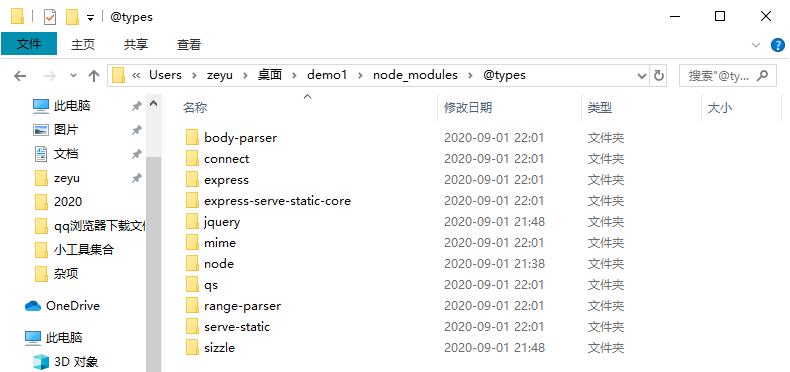 @types
文件 主页 共享 查看
« Users > zeyu > 桌面 > demo1 > node_modules > @types
搜索"@ty...
此电脑
图片
文档
zeyu
2020
qq浏览器下载文件
小工具集合
杂项
OneDrive
此电脑
3D 对象
名称 修改日期 类型 大小
body-parser 2020-09-01 22:01 文件夹
connect 2020-09-01 22:01 文件夹
express 2020-09-01 22:01 文件夹
express-serve-static-core 2020-09-01 22:01 文件夹
jquery 2020-09-01 21:48 文件夹
mime 2020-09-01 22:01 文件夹
node 2020-09-01 21:38 文件夹
qs 2020-09-01 22:01 文件夹
range-parser 2020-09-01 22:01 文件夹
serve-static 2020-09-01 22:01 文件夹
sizzle 2020-09-01 21:48 文件夹